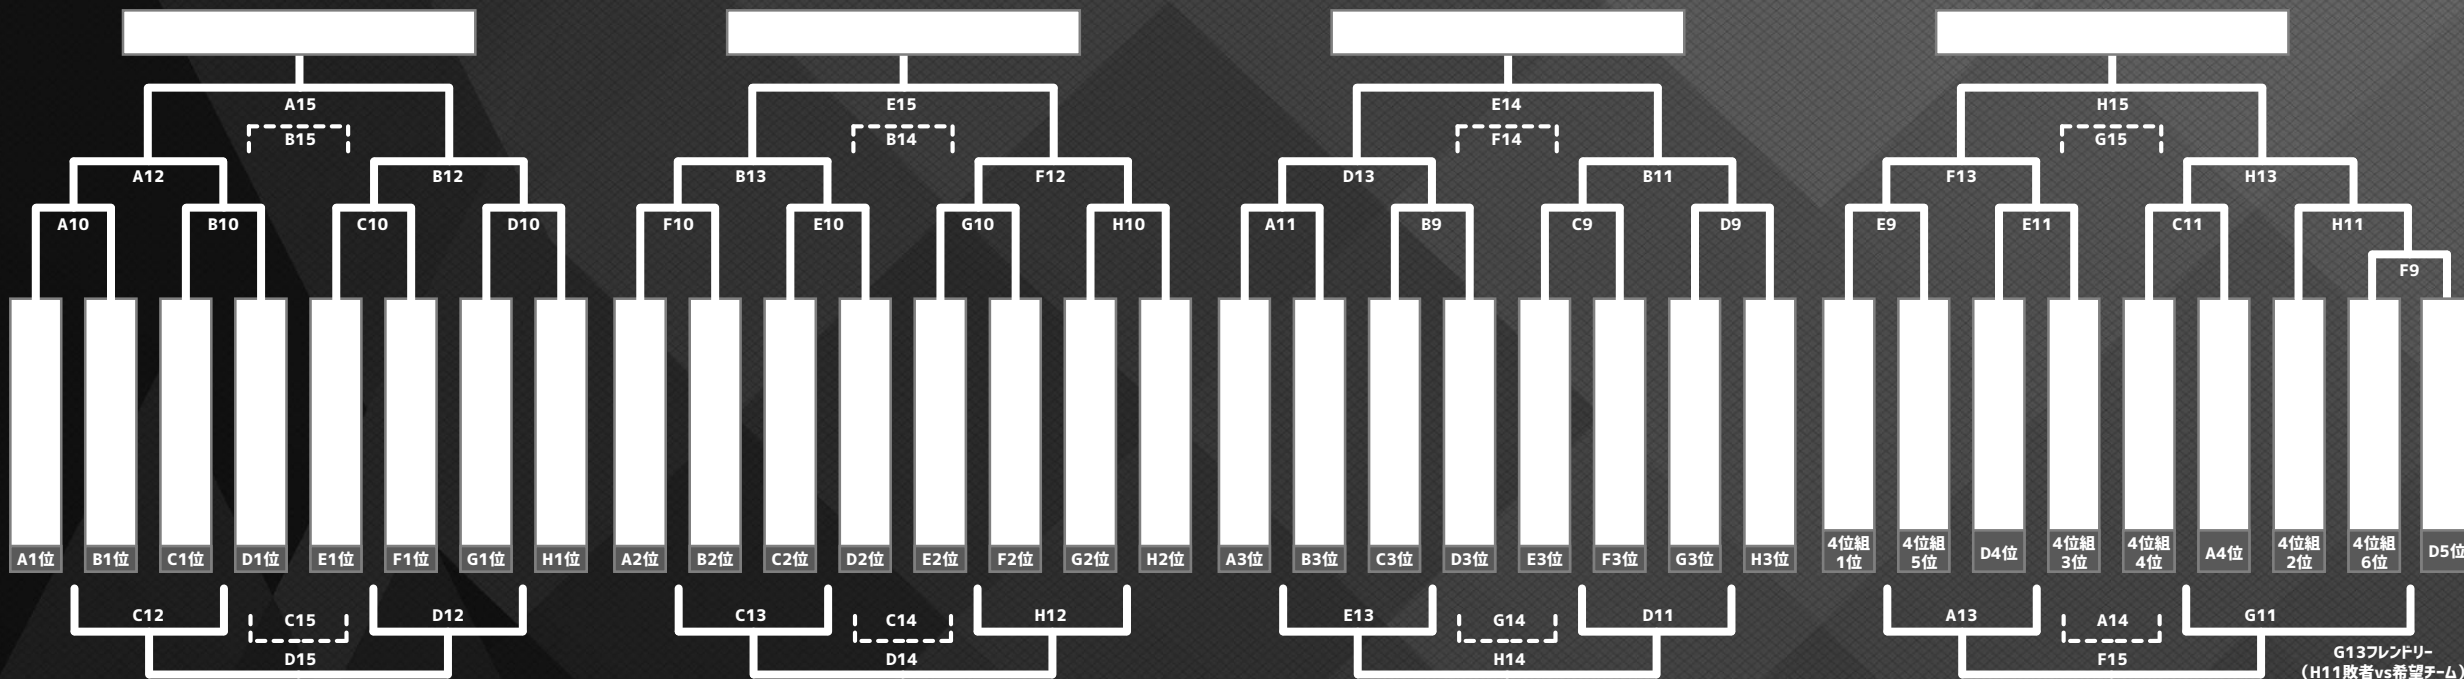 A15 E15 E14 H15
B15 B14 F14 G15
A12 B12 B13 F12 D13 B11 F13 H13
A10 B10 C10 D10 F10 E10 G10 H10 A11 B9 C9 D9 E9 E11 C11 H11
F9
A1位 B1位 C1位 D1位 E1位 F1位 G1位 H1位 A2位 B2位 C2位 D2位 E2位 F2位 G2位 H2位 A3位 B3位 C3位 D3位 E3位 F3位 G3位 H3位
4位組
1位
4位組
5位
D4位
4位組
3位
4位組
4位
A4位
4位組
2位
4位組
6位
D5位
C12 C15 D12 C13 C14 H12 E13 G14 D11 A13 A14 G11
D15 D14 H14 F15
G13フレンドリー
(H11敗者vs希望チーム)